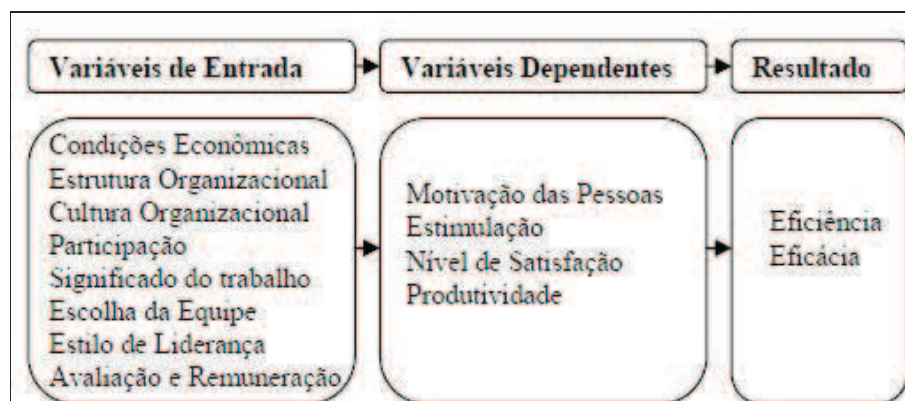 Variáveis de Entrada
Variáveis Dependentes
Resultado
Condições Econômicas
Estrutura Organizacional
Cultura Organizacional
Participação
Significado do trabalho
Escolha da Equipe
Estilo de Liderança
Avaliação e Remuneração
Motivação das Pessoas
Estimulação
Nível de Satisfação
Produtividade
Eficiência
Eficácia